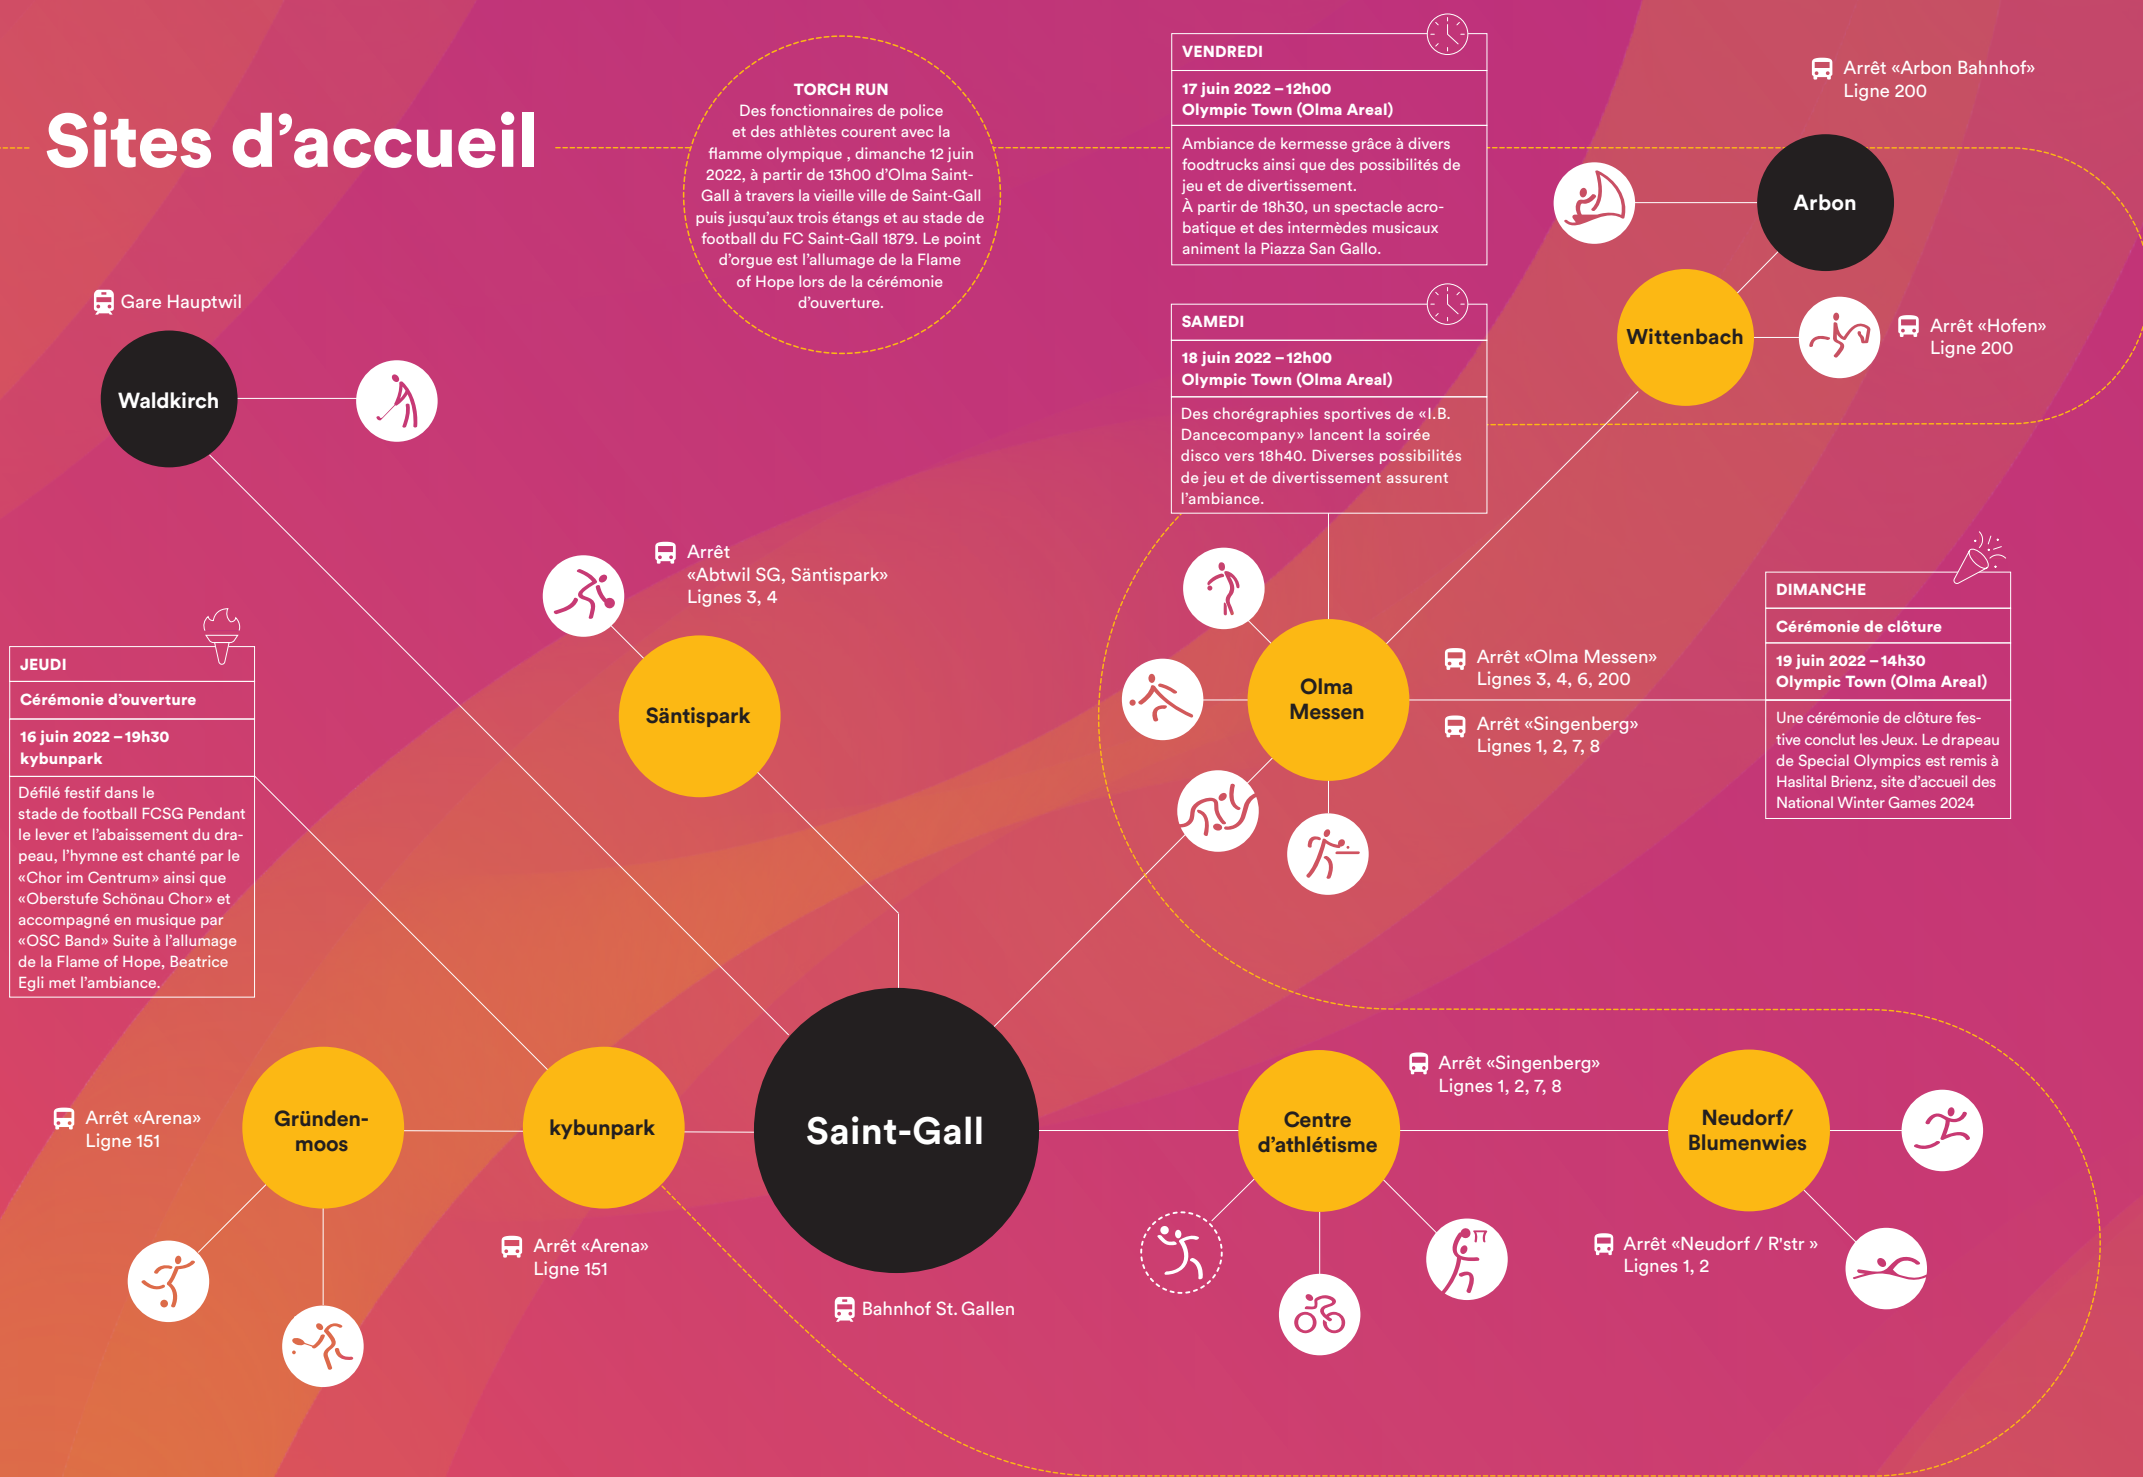 Sites d’accueil
TORCH RUN
Des fonctionnaires de police
et des athlètes courent avec la
flamme olympique , dimanche 12 juin
2022, à partir de 13h00 d’Olma Saint-
Gall à travers la vieille ville de Saint-Gall
puis jusqu’aux trois étangs et au stade de
football du FC Saint-Gall 1879. Le point
d’orgue est l’allumage de la Flame
of Hope lors de la cérémonie
d’ouverture.
VENDREDI
17 juin 2022 – 12h00
Olympic Town (Olma Areal)
Ambiance de kermesse grâce à divers
foodtrucks ainsi que des possibilités de
jeu et de divertissement.
À partir de 18h30, un spectacle acro-
batique et des intermèdes musicaux
animent la Piazza San Gallo.
SAMEDI
18 juin 2022 – 12h00
Olympic Town (Olma Areal)
Des chorégraphies sportives de «I.B.
Dancecompany» lancent la soirée
disco vers 18h40. Diverses possibilités
de jeu et de divertissement assurent
l’ambiance.
Arrêt «Arbon Bahnhof»
Ligne 200
Arbon
Wittenbach
Arrêt «Hofen»
Ligne 200
Gare Hauptwil
Waldkirch
Arrêt
«Abtwil SG, Säntispark»
Lignes 3, 4
Säntispark
JEUDI
Cérémonie d’ouverture
16 juin 2022 – 19h30
kybunpark
Défilé festif dans le
stade de football FCSG Pendant
le lever et l’abaissement du dra-
peau, l’hymne est chanté par le
«Chor im Centrum» ainsi que
«Oberstufe Schönau Chor» et
accompagné en musique par
«OSC Band» Suite à l’allumage
de la Flame of Hope, Beatrice
Egli met l’ambiance.
Olma
Messen
Arrêt «Olma Messen»
Lignes 3, 4, 6, 200
Arrêt «Singenberg»
Lignes 1, 2, 7, 8
DIMANCHE
Cérémonie de clôture
19 juin 2022 – 14h30
Olympic Town (Olma Areal)
Une cérémonie de clôture fes-
tive conclut les Jeux. Le drapeau
de Special Olympics est remis à
Haslital Brienz, site d’accueil des
National Winter Games 2024
Arrêt «Arena»
Ligne 151
Gründen-
moos
kybunpark
Arrêt «Arena»
Ligne 151
Saint-Gall
Bahnhof St. Gallen
Centre
d’athlétisme
Arrêt «Singenberg»
Lignes 1, 2, 7, 8
Neudorf/
Blumenwies
Arrêt «Neudorf / R'str »
Lignes 1, 2